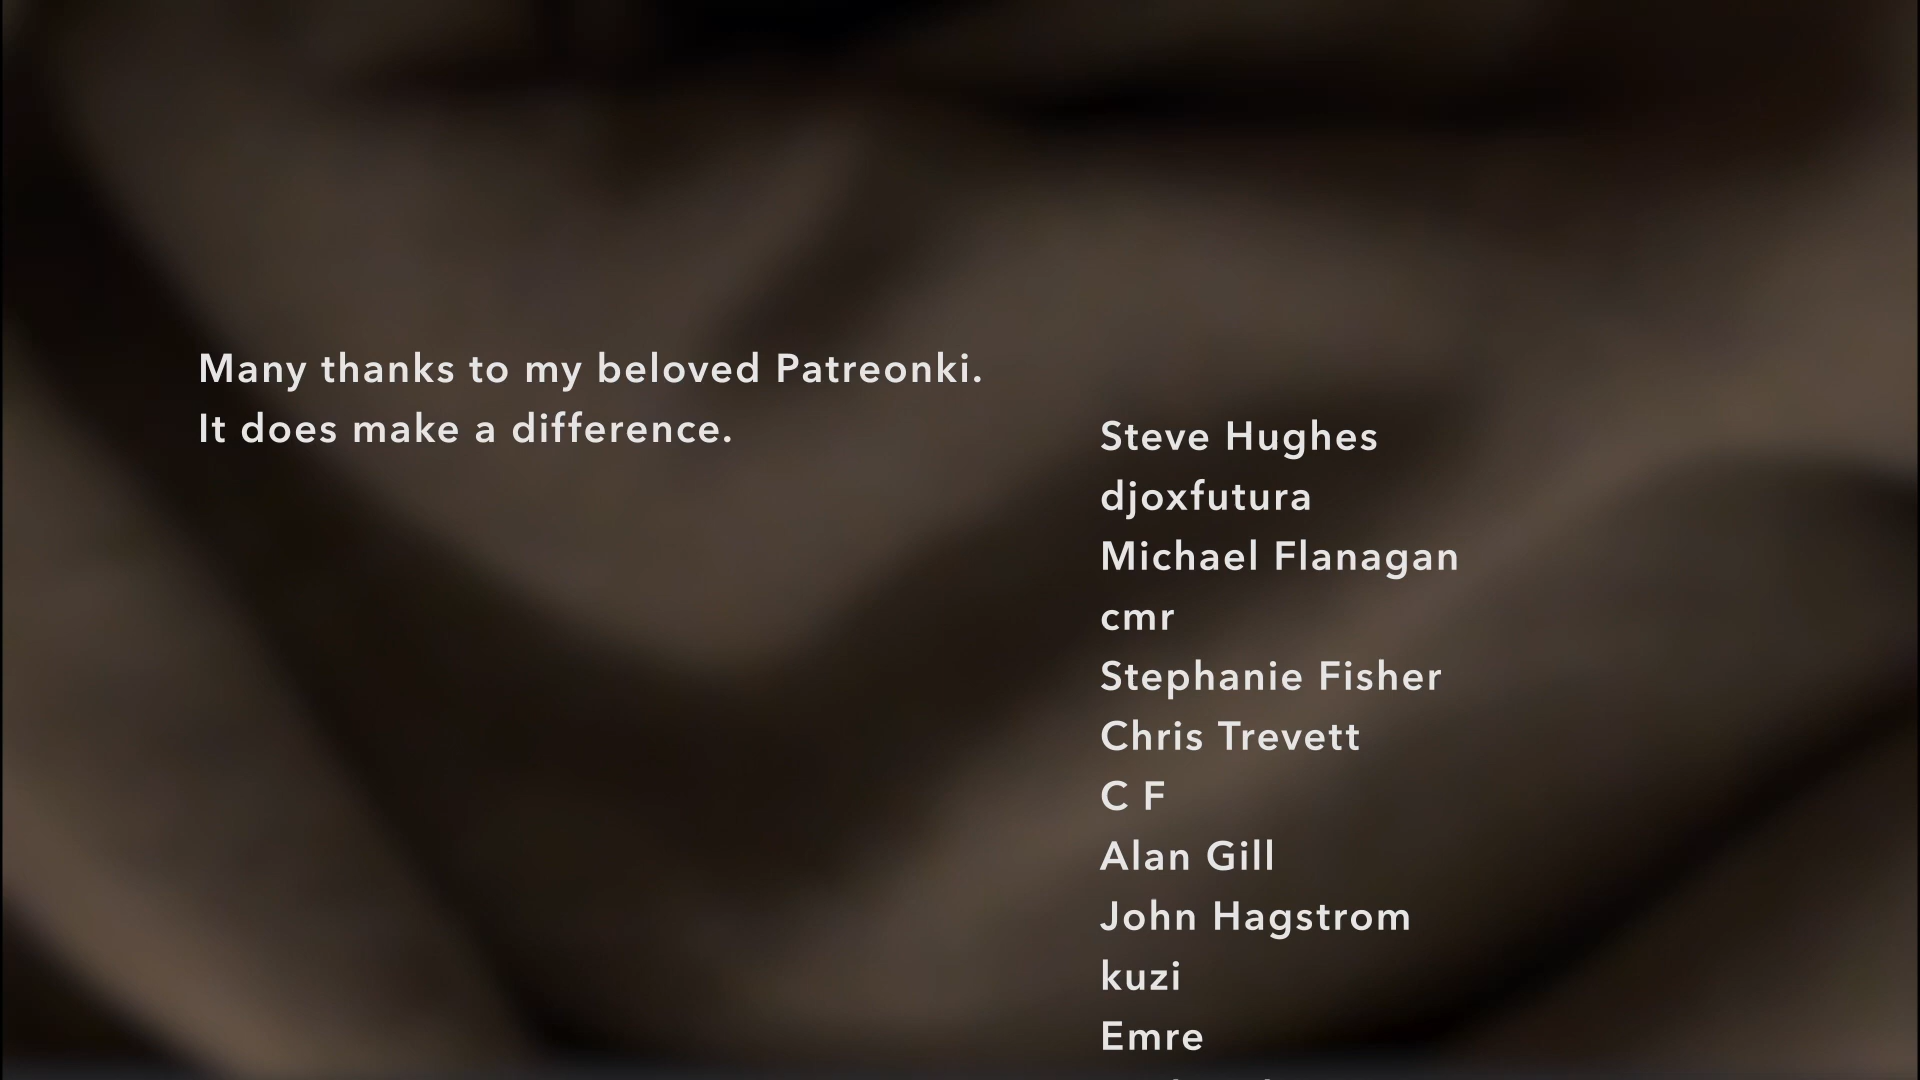 Many thanks to my beloved Patreonki.
It does make a difference.
Steve Hughes
djoxfutura
Michael Flanagan
cmr
Stephanie Fisher
Chris Trevett
C F
Alan Gill
John Hagstrom
kuzi
Emre